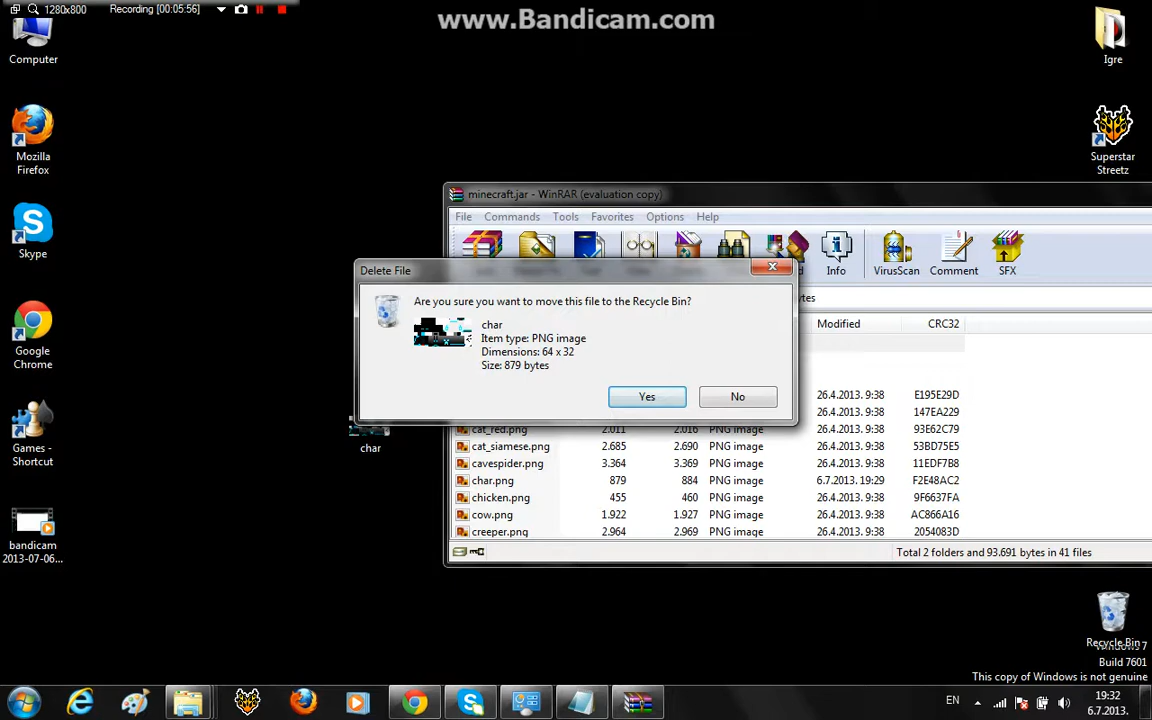 1280x800
Recording [00:05:56]
www.Bandicam.com
Computer
Mozilla
Firefox
Skype
Google
Chrome
Games -
Shortcut
bandicam
2013-07-06...
Igre
Superstar
Streetz
minecraft.jar - WinRAR (evaluation copy)
File Commands Tools Favorites Options Help
Info VirusScan Comment SFX
Delete File
Are you sure you want to move this file to the Recycle Bin?
char
Item type: PNG image
Dimensions: 64 x 32
Size: 879 bytes
Yes No
char
Modified CRC32
26.4.2013. 9:38 E195E29D
26.4.2013. 9:38 147EA229
cat_red.png 2.011 2.016 PNG image 26.4.2013. 9:38 93E62C79
cat_siamese.png 2.685 2.690 PNG image 26.4.2013. 9:38 53BD75E5
cavespider.png 3.364 3.369 PNG image 26.4.2013. 9:38 11EDF7B8
char.png 879 884 PNG image 6.7.2013. 19:29 F2E48AC2
chicken.png 455 460 PNG image 26.4.2013. 9:38 9F6637FA
cow.png 1.922 1.927 PNG image 26.4.2013. 9:38 AC866A16
creeper.png 2.964 2.969 PNG image 26.4.2013. 9:38 2054083D
Total 2 folders and 93.691 bytes in 41 files
Recycle Bin
Build 7601
This copy of Windows is not genuine
EN
19:32
6.7.2013.